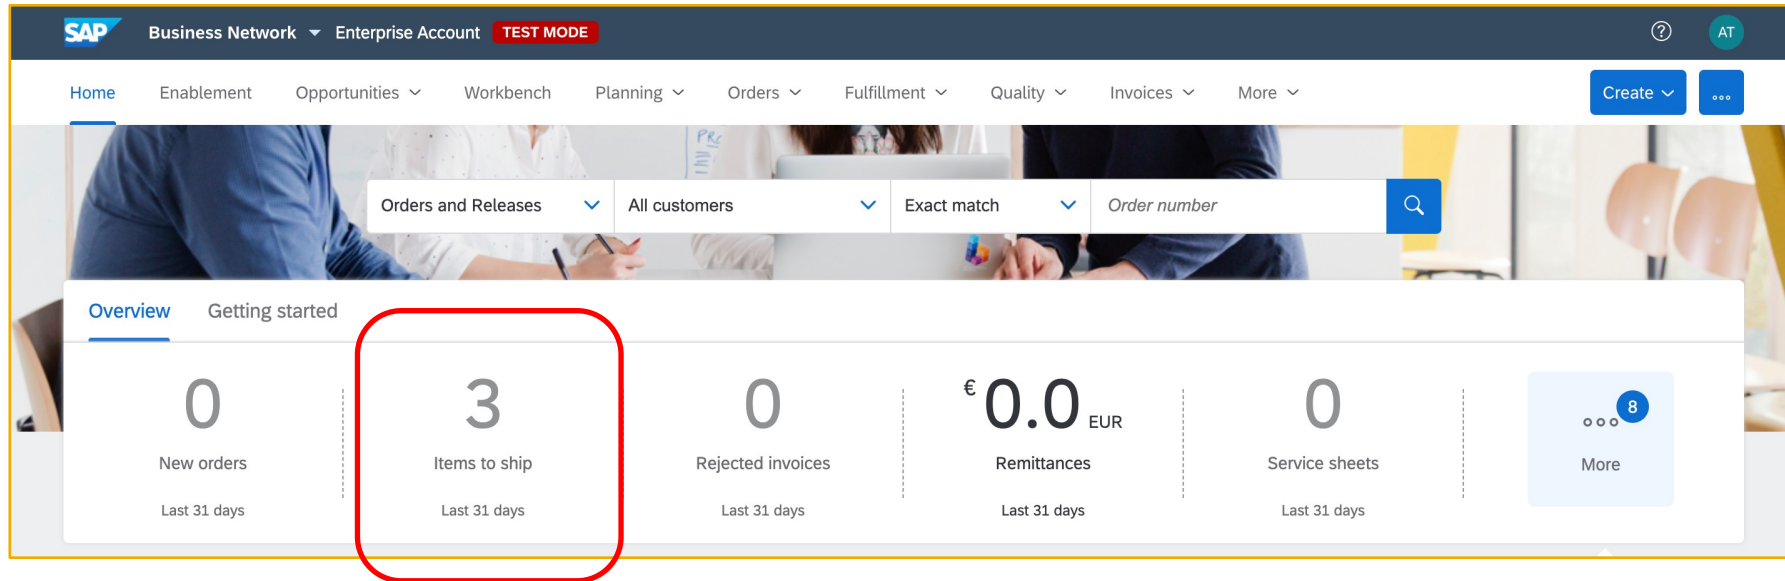 SAP Business Network Enterprise Account TEST MODE ? AT
Home Enablement Opportunities Workbench Planning Orders Fulfillment Quality Invoices More Create
Orders and Releases All customers Exact match Order number
Overview Getting started
0 3 0 €0.0 EUR 0 8
New orders Items to ship Rejected invoices Remittances Service sheets More
Last 31 days Last 31 days Last 31 days Last 31 days Last 31 days